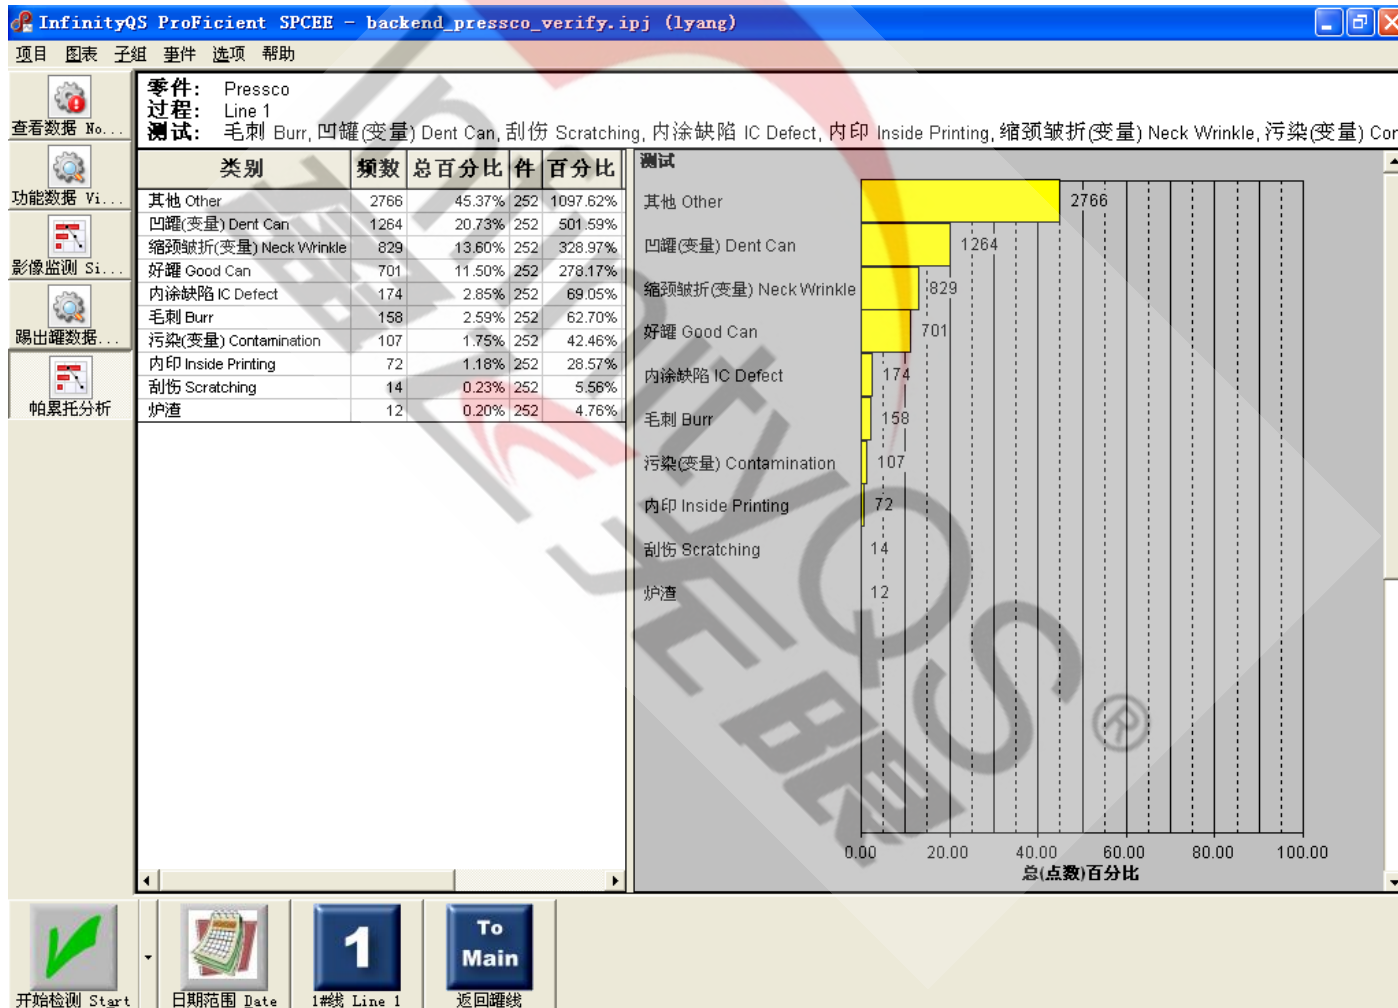 InfinityQS ProFicient SPCEE - backend_pressco_verify.ipj (lyang)
项目 图表 子组 事件 选项 帮助
查看数据 No...
功能数据 Vi...
影像监测 Si...
踢出罐数据...
帕累托分析
零件: Pressco
过程: Line 1
测试: 毛刺 Burr, 凹罐(变量) Dent Can, 刮伤 Scratching, 内涂缺陷 IC Defect, 内印 Inside Printing, 缩颈皱折(变量) Neck Wrinkle, 污染(变量) Con
类别 频数 总百分比 件 百分比
其他 Other 2766 45.37% 252 1097.62%
凹罐(变量) Dent Can 1264 20.73% 252 501.59%
缩颈皱折(变量) Neck Wrinkle 829 13.60% 252 328.97%
好罐 Good Can 701 11.50% 252 278.17%
内涂缺陷 IC Defect 174 2.85% 252 69.05%
毛刺 Burr 158 2.59% 252 62.70%
污染(变量) Contamination 107 1.75% 252 42.46%
内印 Inside Printing 72 1.18% 252 28.57%
刮伤 Scratching 14 0.23% 252 5.56%
炉渣 12 0.20% 252 4.76%
测试
其他 Other 2766
凹罐(变量) Dent Can 1264
缩颈皱折(变量) Neck Wrinkle 829
好罐 Good Can 701
内涂缺陷 IC Defect 174
毛刺 Burr 158
污染(变量) Contamination 107
内印 Inside Printing 72
刮伤 Scratching 14
炉渣 12
0.00 20.00 40.00 60.00 80.00 100.00
总(点数)百分比
InfinityQS®
To
Main
1
开始检测 Start
日期范围 Date
1#线 Line 1
返回罐线